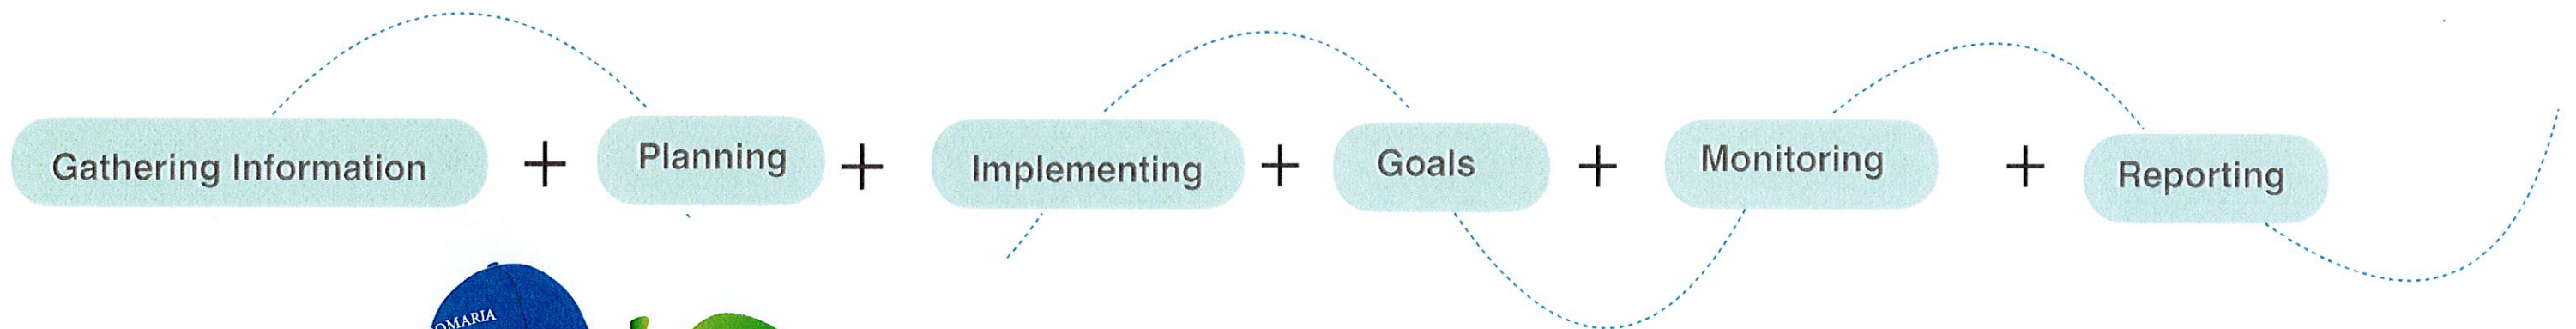 Gathering Information + Planning + Implementing + Goals + Monitoring + Reporting
OMARIA